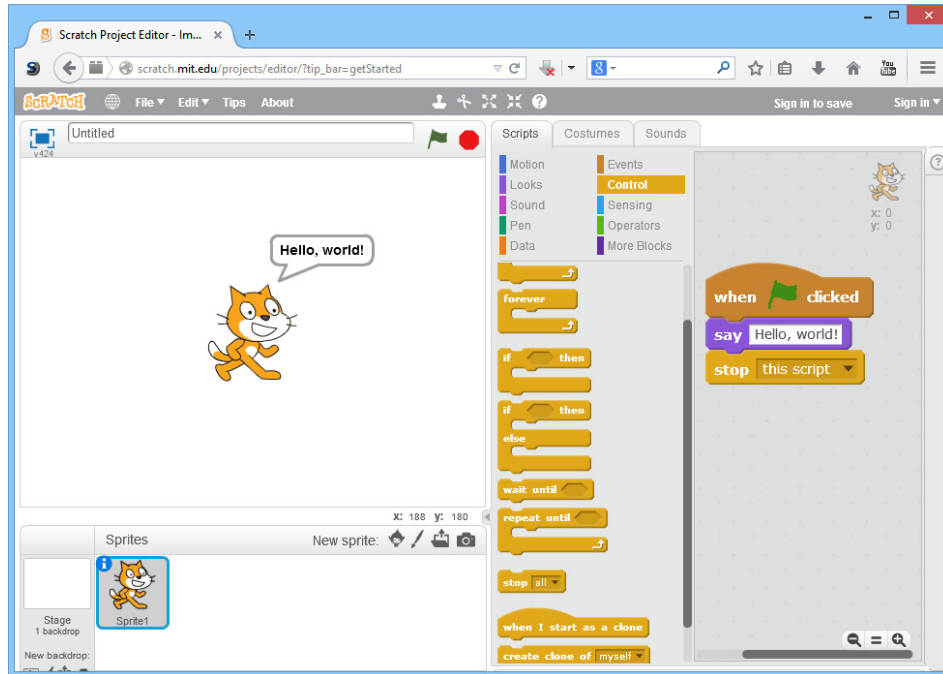 Scratch Project Editor - Im... × +
scratch.mit.edu/projects/editor/?tip_bar=getStarted
You Tube
SCRATCH File Edit Tips About
Sign in to save Sign in
v424
Untitled
Hello, world!
X: 188 y: 180
Sprites New sprite:
Stage
1 backdrop
New backdrop:
Sprite1
Scripts Costumes Sounds
Motion Events
Looks Control
Sound Sensing
Pen Operators
Data More Blocks
forever
if then
if then
else
wait until
repeat until
stop all
when I start as a clone
create clone of myself
x: 0
y: 0
when clicked
say Hello, world!
stop this script